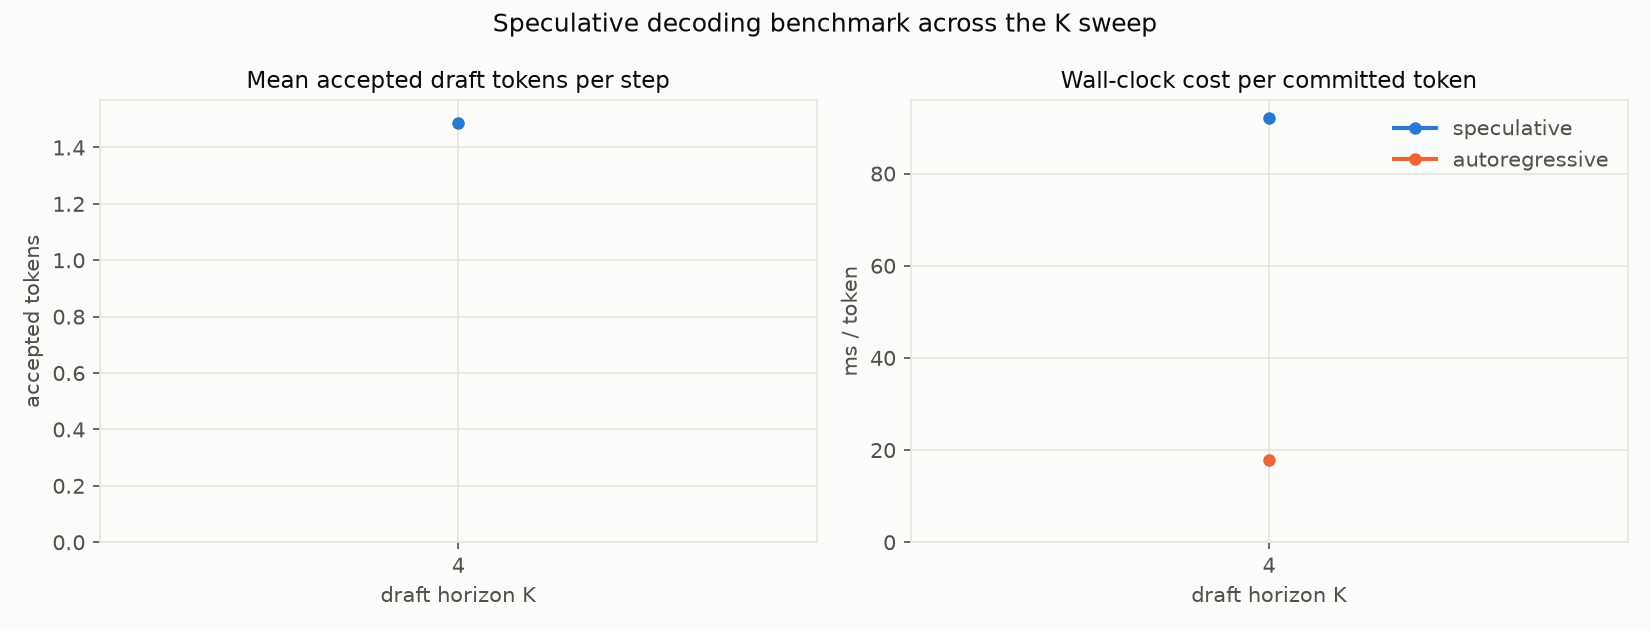 Speculative decoding benchmark across the K sweep
Mean accepted draft tokens per step
accepted tokens
1.4
1.2
1.0
0.8
0.6
0.4
0.2
0.0
4
draft horizon K
Wall-clock cost per committed token
speculative
autoregressive
ms / token
80
60
40
20
0
4
draft horizon K